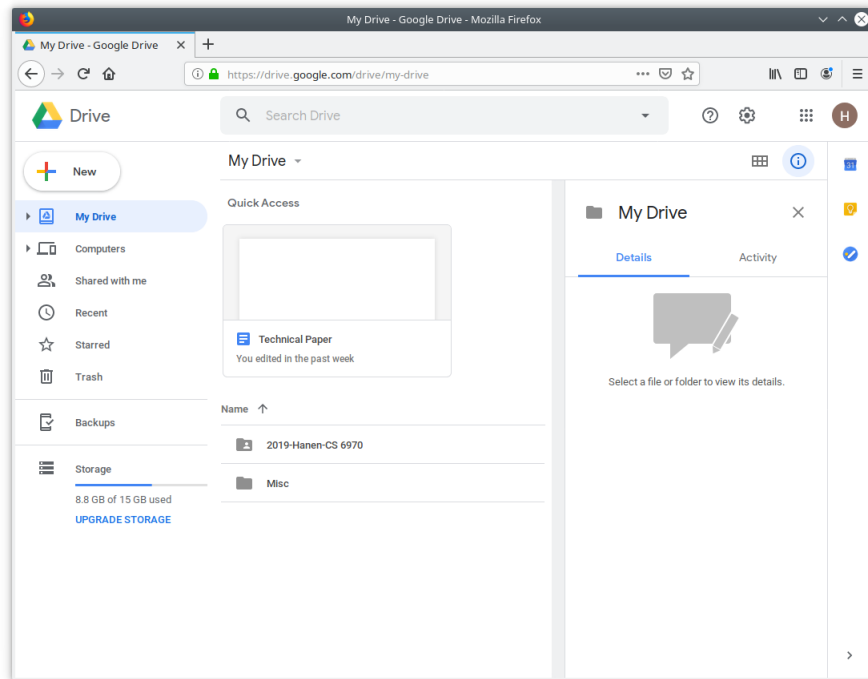 My Drive - Google Drive - Mozilla Firefox
My Drive - Google Drive
https://drive.google.com/drive/my-drive
Drive
Search Drive
H
New
My Drive
31
Quick Access
My Drive
My Drive
Computers
Shared with me
Recent
Starred
Trash
Backups
Storage
8.8 GB of 15 GB used
UPGRADE STORAGE
Technical Paper
You edited in the past week
Name
2019-Hanen-CS 6970
Misc
Details
Activity
Select a file or folder to view its details.